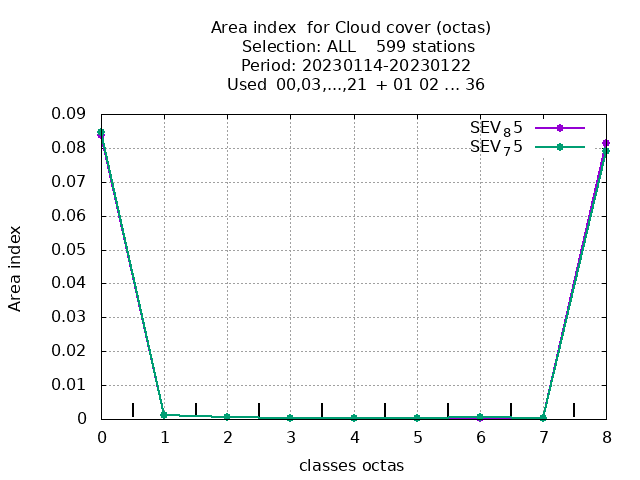 Area index  for Cloud cover (octas)
Selection: ALL    599 stations
Period: 20230114-20230122
Used  00,03,...,21  + 01 02 ... 36
SEV₈5
SEV₇5
0.09
0.08
0.07
0.06
0.05
0.04
0.03
0.02
0.01
0
Area index
0 1 2 3 4 5 6 7 8
classes octas